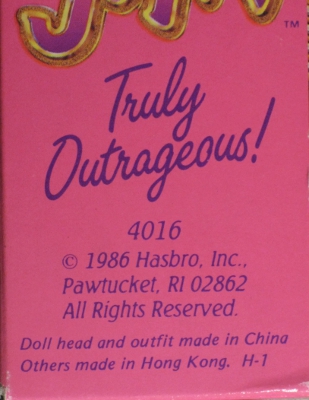 TM
Truly
Outrageous!
4016
© 1986 Hasbro, Inc.,
Pawtucket, RI 02862
All Rights Reserved.
Doll head and outfit made in China
Others made in Hong Kong. H-1